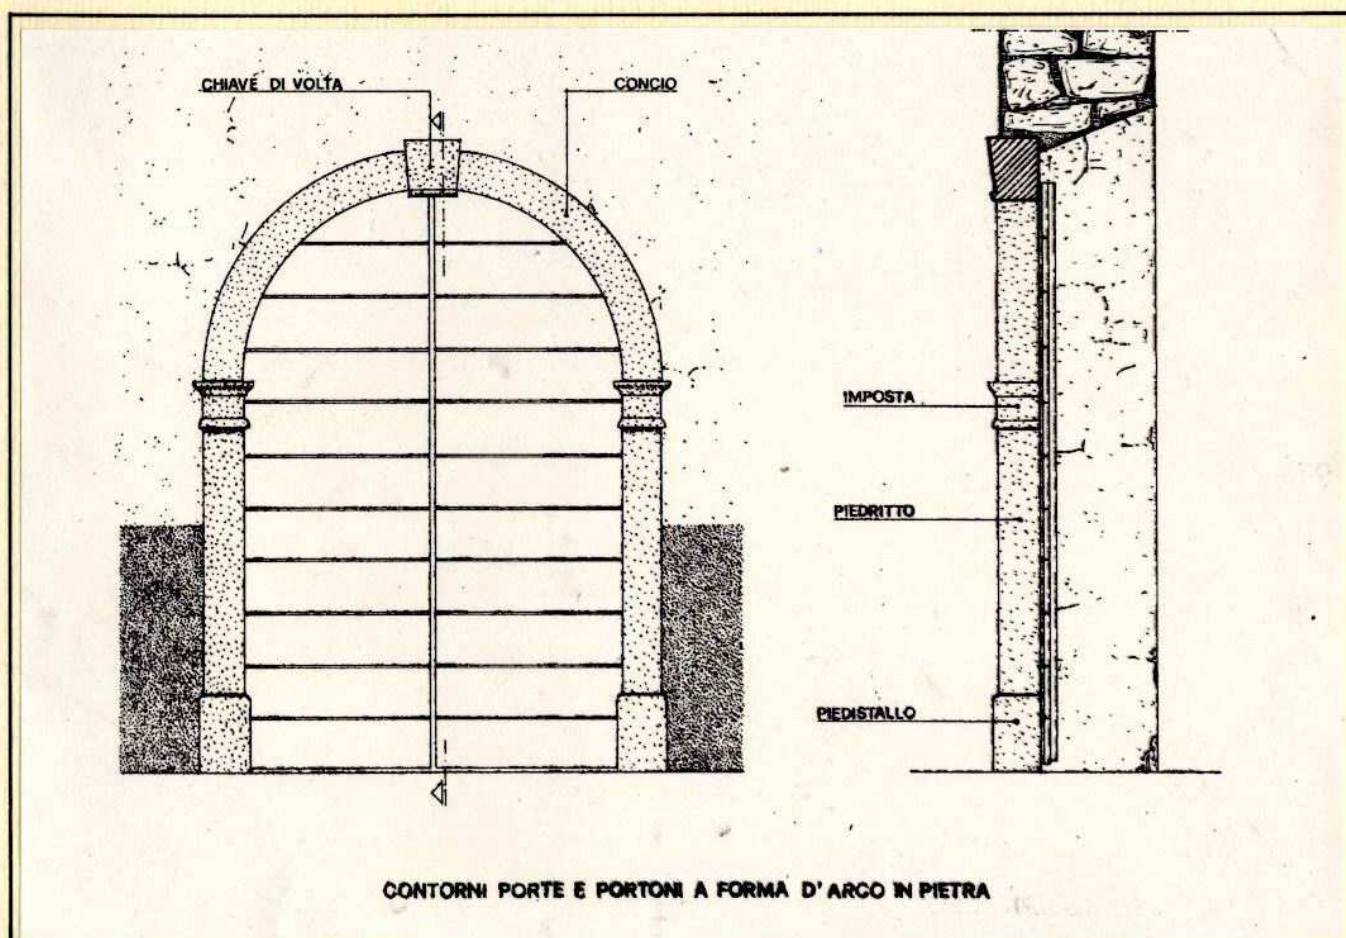 CHIAVE DI VOLTA
CONCIO
IMPOSTA
PIEDRITTO
PIEDISTALLO
CONTORNI PORTE E PORTONI A FORMA D'ARCO IN PIETRA